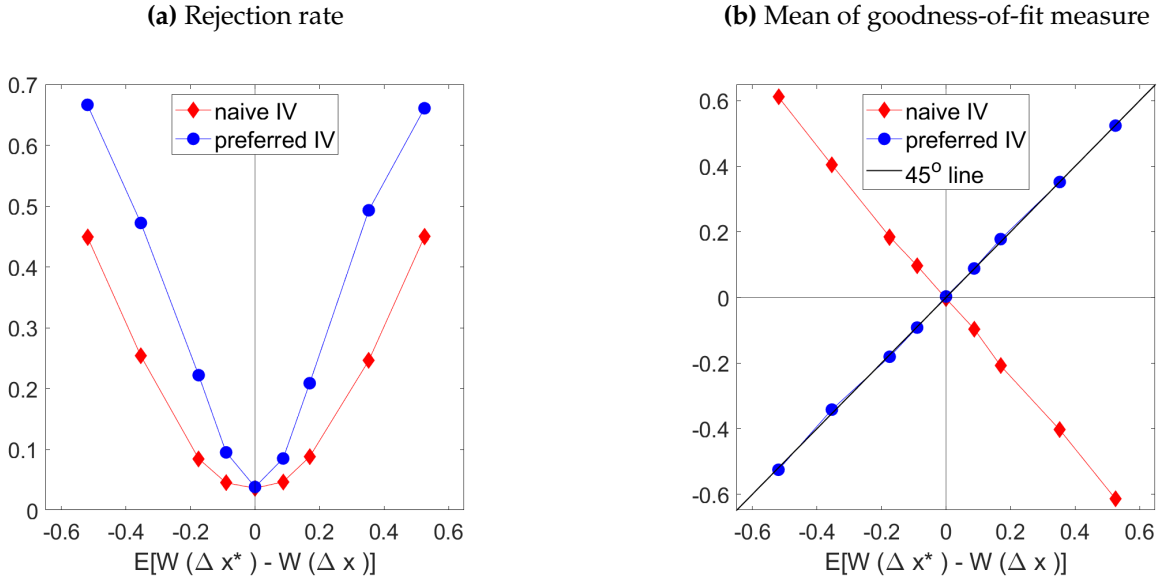 (a) Rejection rate
0.7
0.6
0.5
0.4
0.3
0.2
0.1
0
-0.6 -0.4 -0.2 0 0.2 0.4 0.6
naive IV
preferred IV
E[W (Δ x* ) - W (Δ x )]
(b) Mean of goodness-of-fit measure
0.6
0.4
0.2
0
-0.2
-0.4
-0.6
-0.6 -0.4 -0.2 0 0.2 0.4 0.6
naive IV
preferred IV
45o line
E[W (Δ x* ) - W (Δ x )]